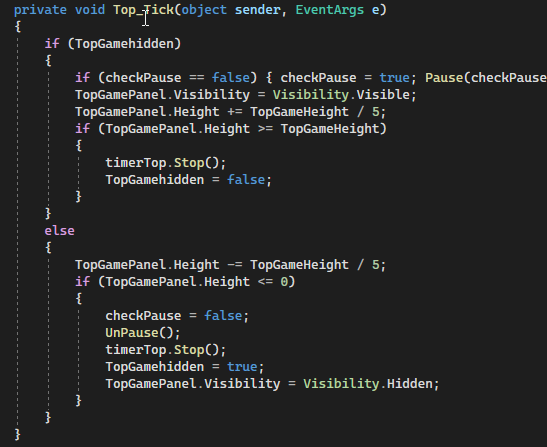 private void Top_Tick(object sender, EventArgs e)
{
if (TopGamehidden)
{
if (checkPause == false) { checkPause = true; Pause(checkPause
TopGamePanel.Visibility = Visibility.Visible;
TopGamePanel.Height += TopGameHeight / 5;
if (TopGamePanel.Height >= TopGameHeight)
{
timerTop.Stop();
TopGamehidden = false;
}
}
else
{
TopGamePanel.Height -= TopGameHeight / 5;
if (TopGamePanel.Height <= 0)
{
checkPause = false;
UnPause();
timerTop.Stop();
TopGamehidden = true;
TopGamePanel.Visibility = Visibility.Hidden;
}
}
}